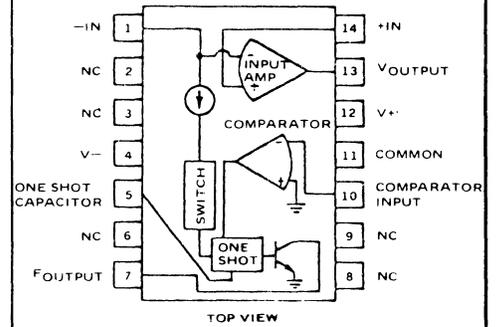 -IN 1 14 +IN
NC 2 INPUT AMP 13 VOUTPUT
NC 3 12 V+
COMPARATOR
V- 4 11 COMMON
ONE SHOT
CAPACITOR 5 SWITCH 10 COMPARATOR
INPUT
NC 6 9 NC
ONE
SHOT
FOUTPUT 7 8 NC
TOP VIEW